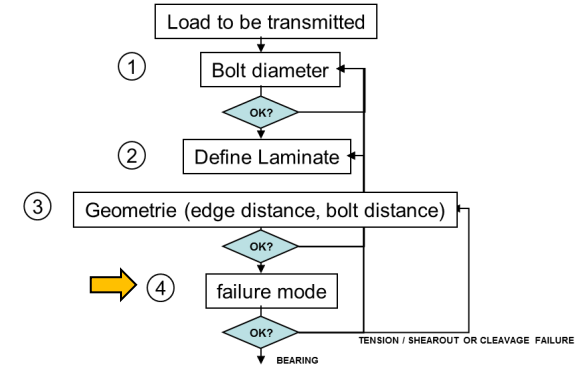 Load to be transmitted
1
Bolt diameter
OK?
2
Define Laminate
3
Geometrie (edge distance, bolt distance)
OK?
4
failure mode
OK?
TENSION / SHEAROUT OR CLEAVAGE FAILURE
BEARING